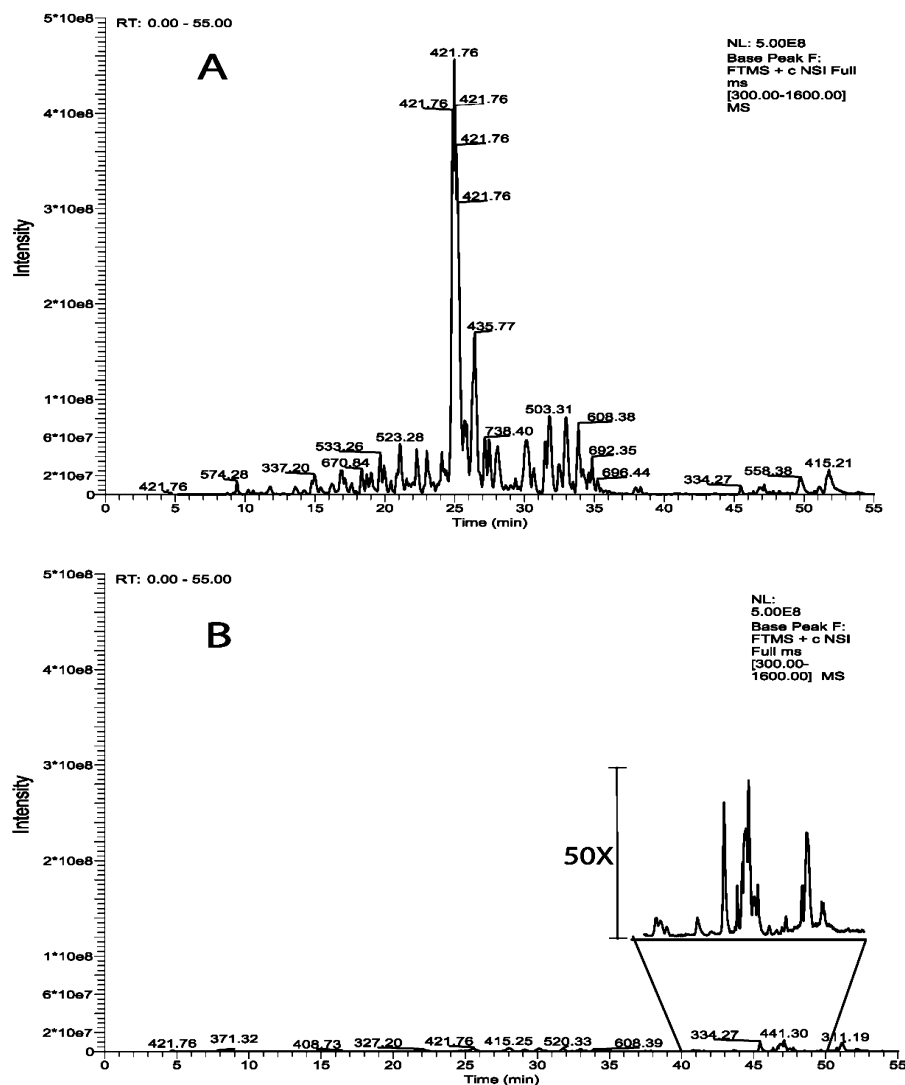 5*10e8
RT: 0.00 - 55.00
A
421.76
NL: 5.00E8
Base Peak F:
FTMS + c NSI Full
ms
[300.00-1600.00]
MS
4*10e8
421.76
421.76
421.76
421.76
3*10e8
Intensity
2*10e8
435.77
1*10e8
6*10e7
2*10e7
0
421.76
574.28
337.20
533.26
670.84
523.28
738.40
503.31
608.38
692.35
696.44
334.27
558.38
415.21
0 5 10 15 20 25 30 35 40 45 50 55
Time (min)
5*10e8
RT: 0.00 - 55.00
B
NL:
5.00E8
Base Peak F:
FTMS + c NSI
Full ms
[300.00-
1600.00] MS
4*10e8
3*10e8
Intensity
50X
2*10e8
1*10e8
6*10e7
2*10e7
0
421.76 371.32 408.73 327.20 421.76 415.25 520.33 608.39 334.27 441.30 311.19
0 5 10 15 20 25 30 35 40 45 50 55
Time (min)